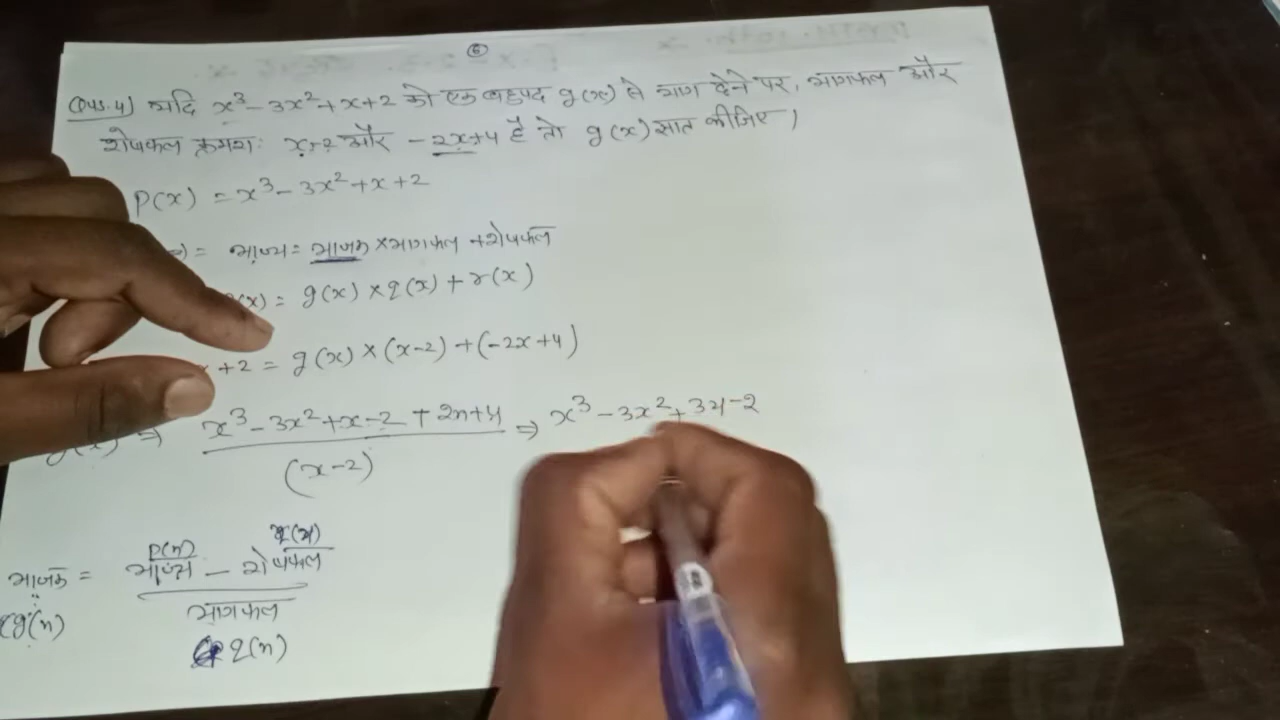 6
Ques. 4) यदि x³ - 3x² + x + 2 को एक बहुपद g(x) से भाग देने पर, भागफल और
शेषफल क्रमशः x+2 और - 2x+4 है तो g(x) ज्ञात कीजिए।
P(x) = x³ - 3x² + x + 2
= भाज्य = भाजक × भागफल + शेषफल
(x) = g(x) × q(x) + r(x)
+ 2 = g(x) × (x-2) + (-2x+4)
g(x) ⇒ x³ - 3x² + x - 2 + 2x + 4 / (x-2) ⇒ x³ - 3x² + 3x - 2
भाजक = भाज्य - शेषफल / भागफल
P(x) r(x)
g(x) q(x)